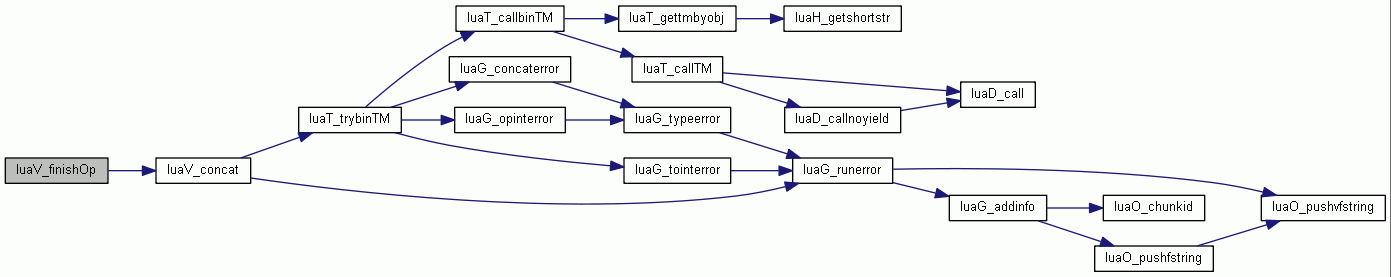 luaV_finishOp
luaV_concat
luaT_trybinTM
luaT_callbinTM
luaG_concaterror
luaG_opinterror
luaT_gettmbyobj
luaT_callTM
luaG_typeerror
luaG_tointerror
luaH_getshortstr
luaD_callnoyield
luaG_runerror
luaD_call
luaG_addinfo
luaO_chunkid
luaO_pushfstring
luaO_pushvfstring